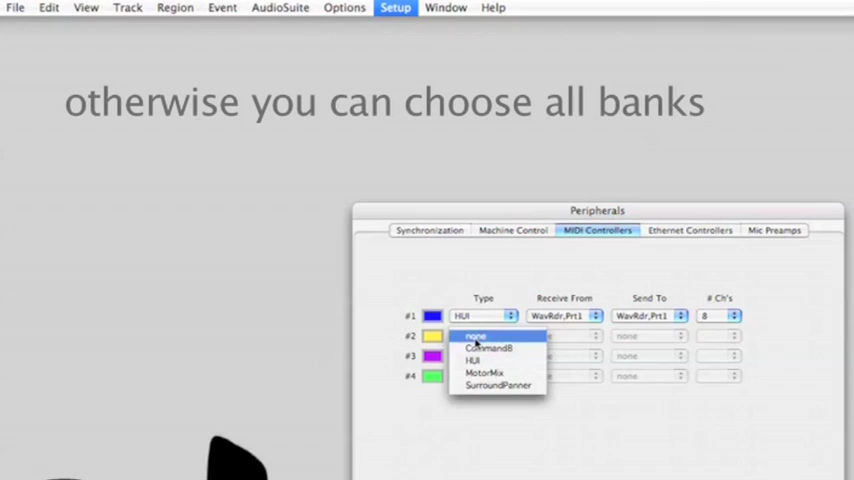 File Edit View Track Region Event AudioSuite Options Setup Window Help
otherwise you can choose all banks
Peripherals
Synchronization Machine Control MIDI Controllers Ethernet Controllers Mic Preamps
Type Receive From Send To # Ch's
#1 HUI WavRdr,Prt1 WavRdr,Prt1 8
#2 none none
Command8
#3 HUI none
MotorMix
#4 none
SurroundPanner